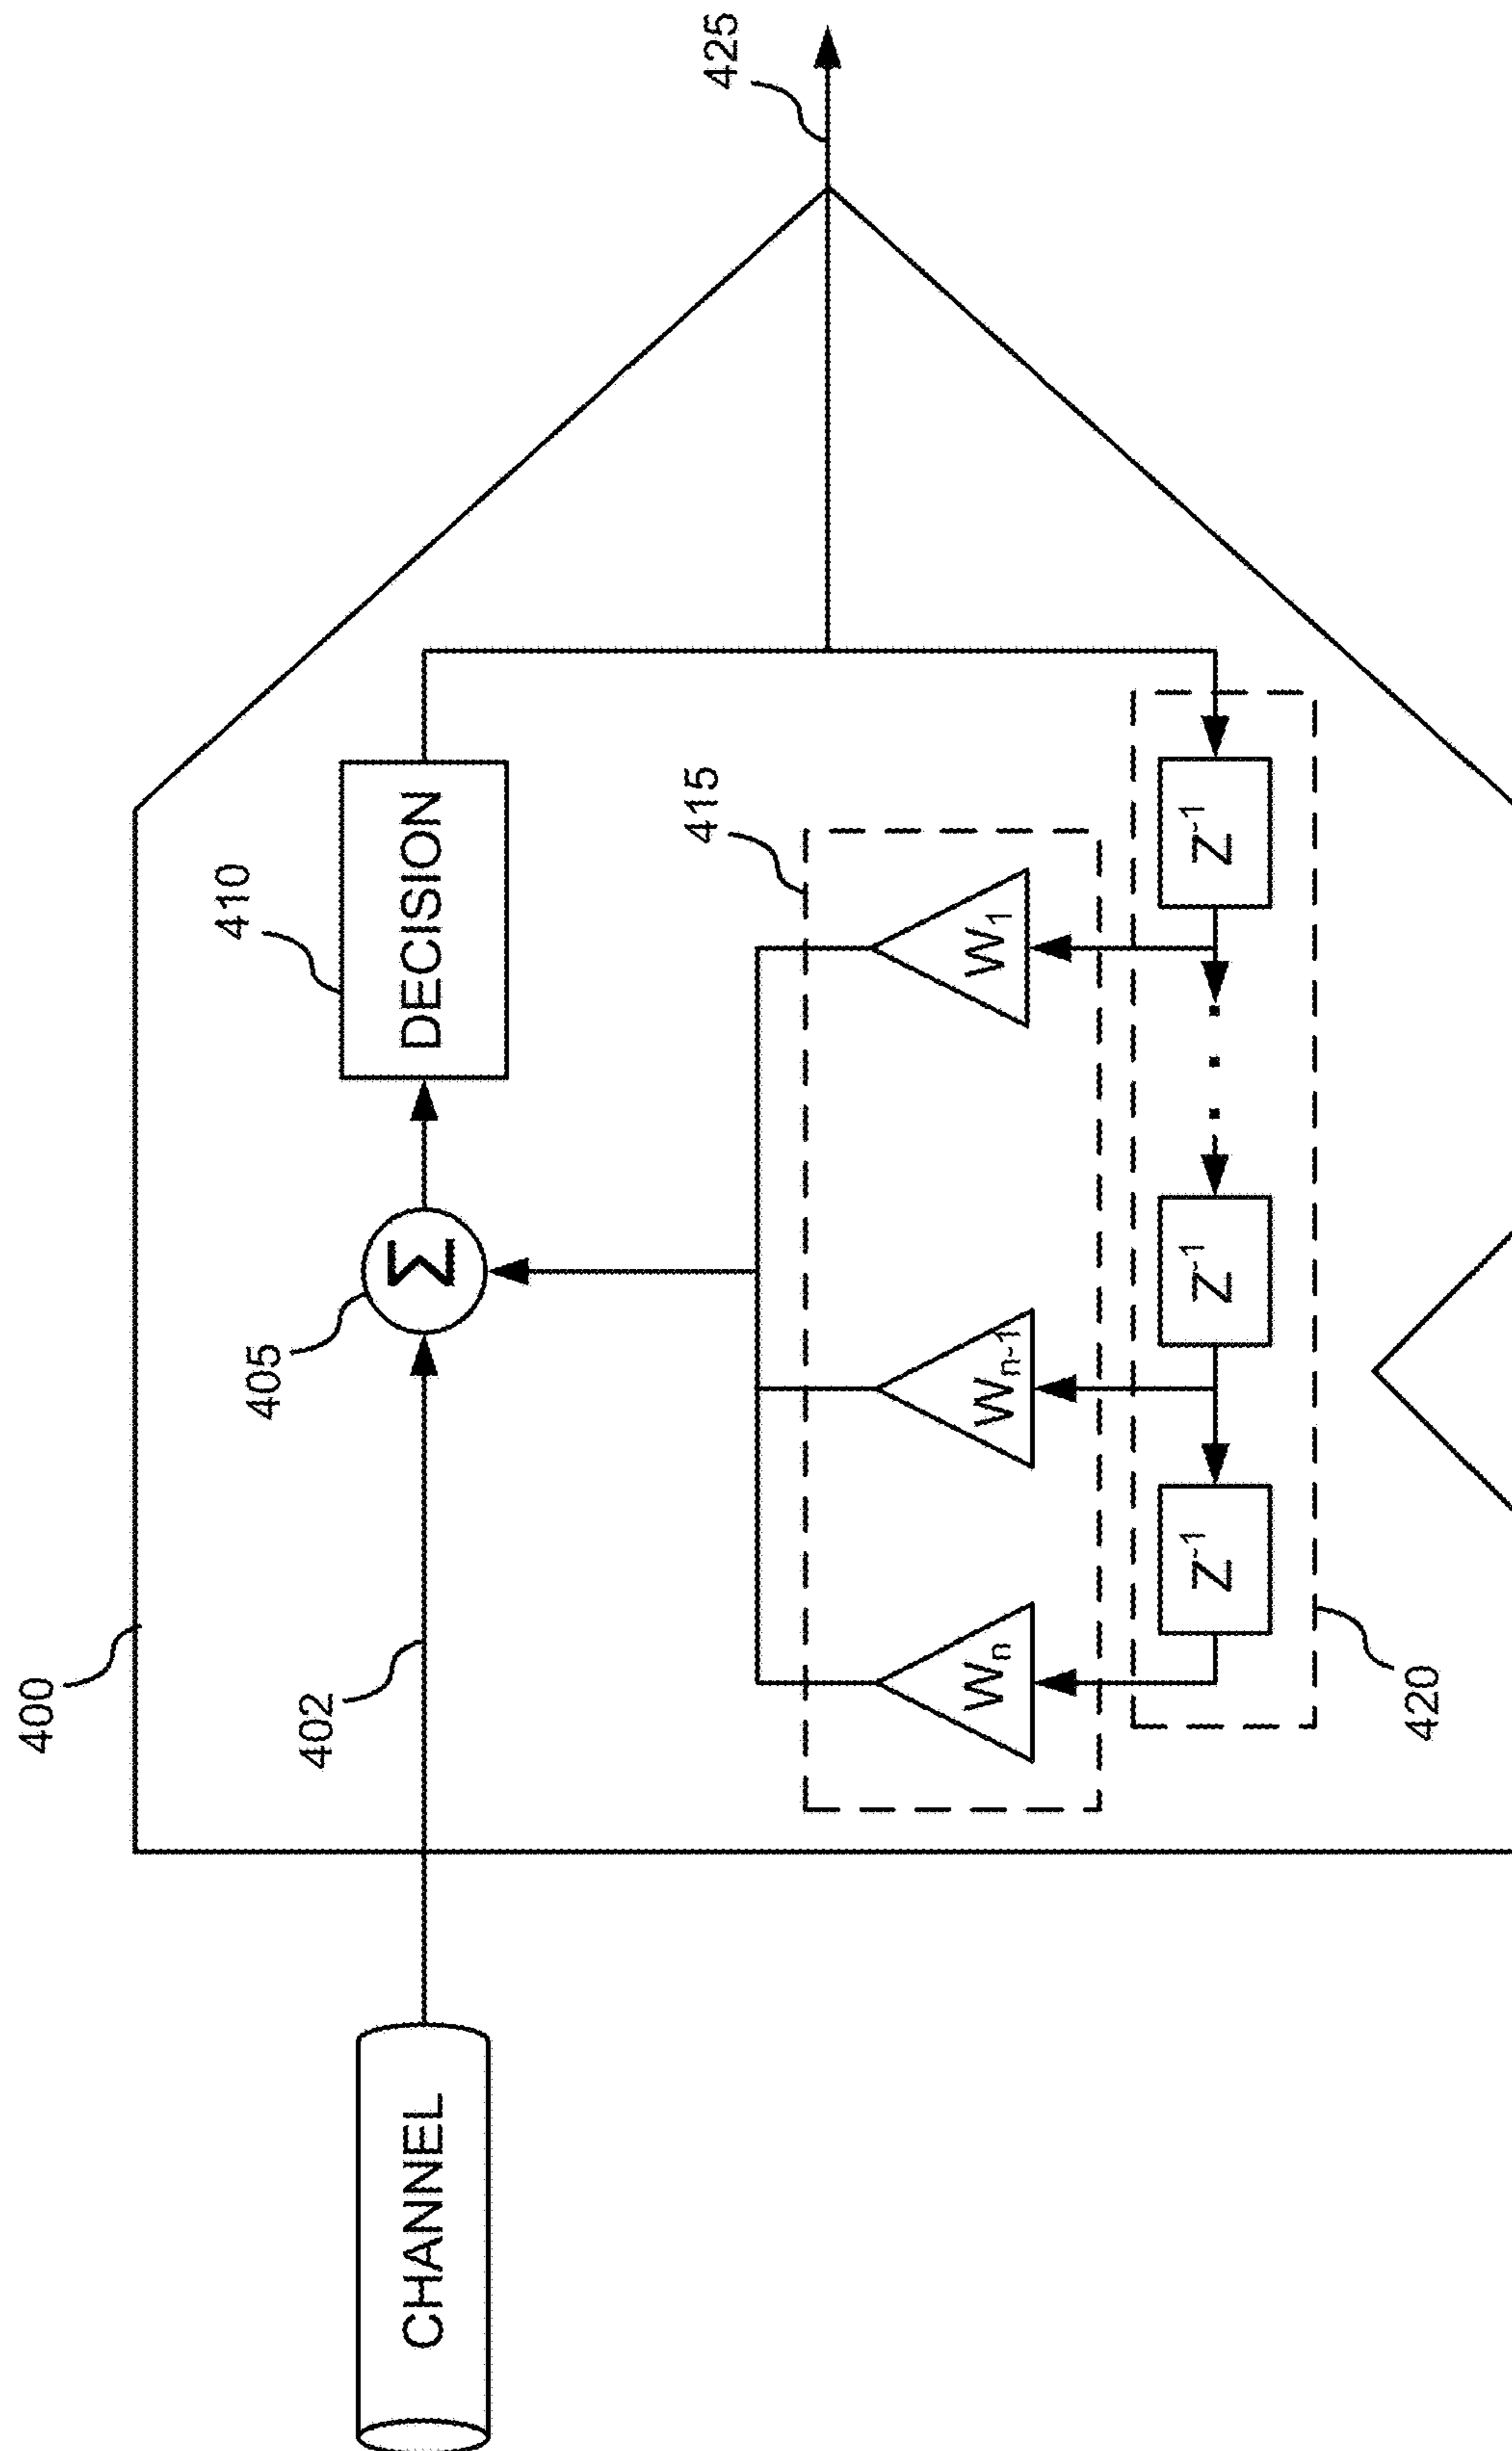 400
402
405
410
425
CHANNEL
Σ
DECISION
415
Wn
Wn-1
W1
Z-1
Z-1
. . .
Z-1
420